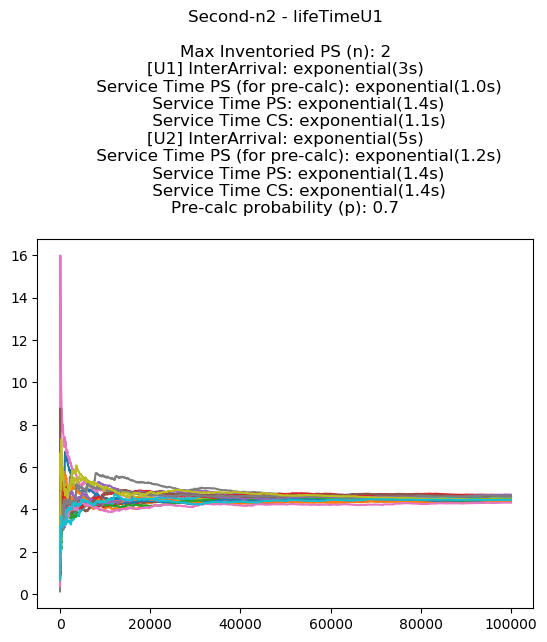 Second-n2 - lifeTimeU1
Max Inventoried PS (n): 2
[U1] InterArrival: exponential(3s)
Service Time PS (for pre-calc): exponential(1.0s)
Service Time PS: exponential(1.4s)
Service Time CS: exponential(1.1s)
[U2] InterArrival: exponential(5s)
Service Time PS (for pre-calc): exponential(1.2s)
Service Time PS: exponential(1.4s)
Service Time CS: exponential(1.4s)
Pre-calc probability (p): 0.7
16
14
12
10
8
6
4
2
0
0 20000 40000 60000 80000 100000